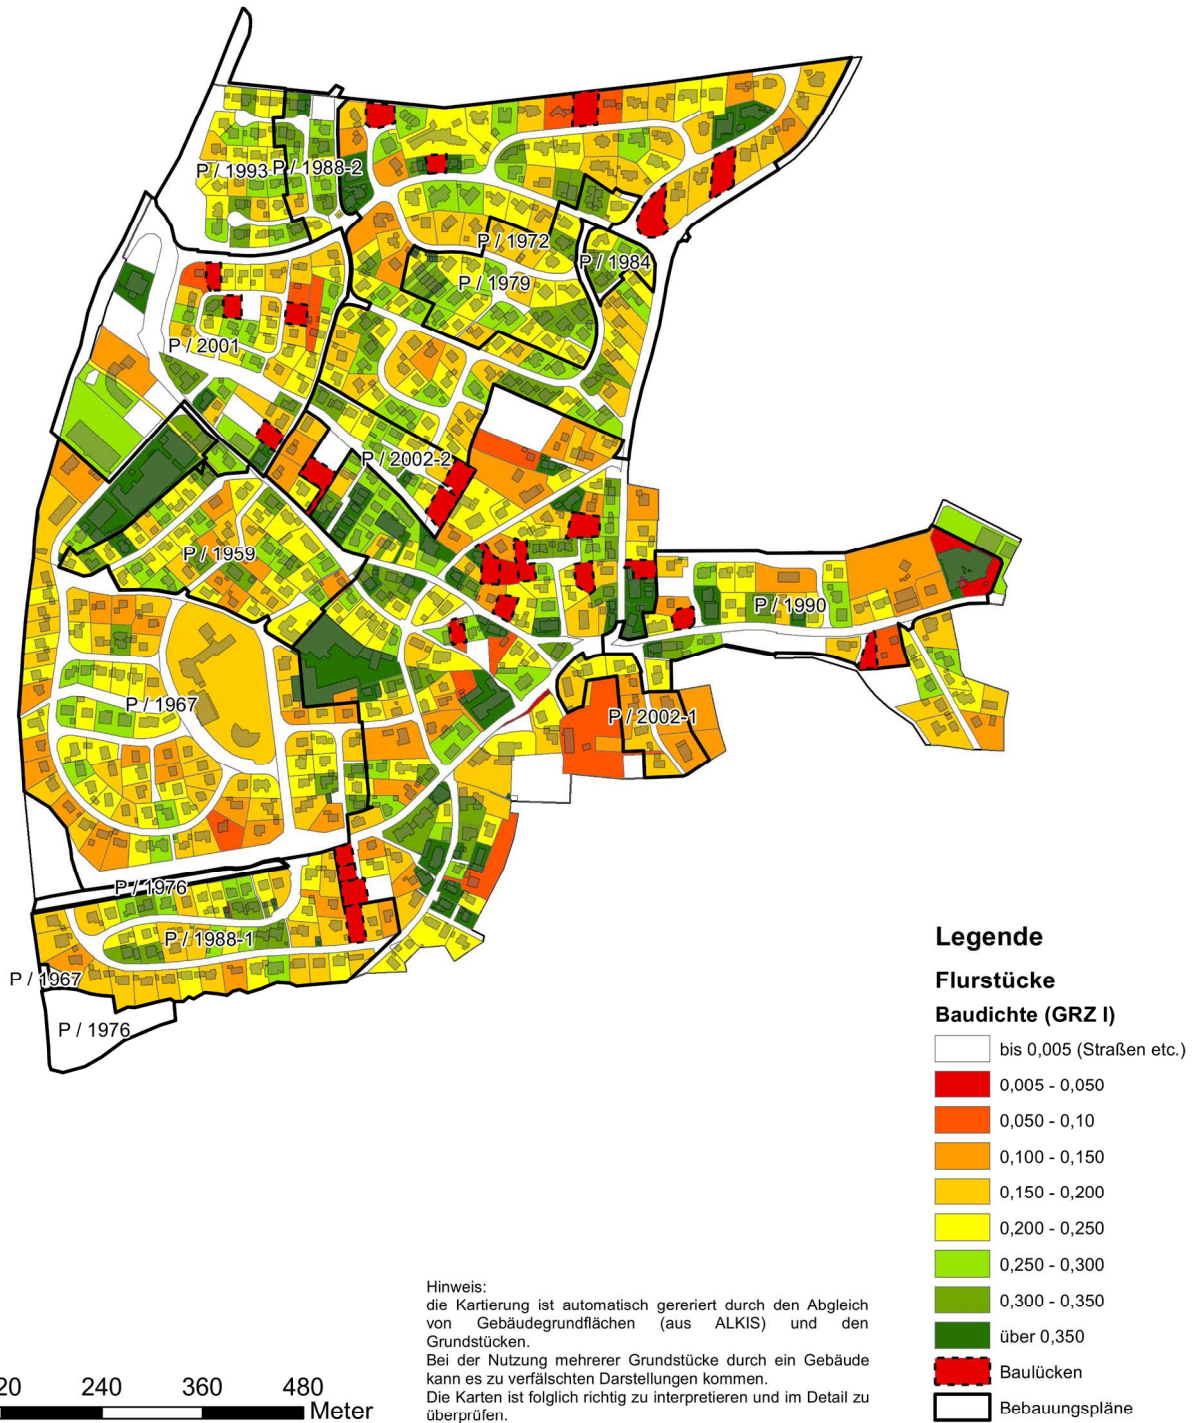 P / 1993
P / 1988-2
P / 1972
P / 1984
P / 1979
P / 2001
P / 2002-2
P / 1959
P / 1990
P / 1967
P / 2002-1
P / 1976
P / 1988-1
P / 1967
P / 1976
Legende
Flurstücke
Baudichte (GRZ I)
bis 0,005 (Straßen etc.)
0,005 - 0,050
0,050 - 0,10
0,100 - 0,150
0,150 - 0,200
0,200 - 0,250
0,250 - 0,300
0,300 - 0,350
über 0,350
Baulücken
Bebauungspläne
Hinweis:
die Kartierung ist automatisch gereriert durch den Abgleich
von Gebäudegrundflächen (aus ALKIS) und den
Grundstücken.
Bei der Nutzung mehrerer Grundstücke durch ein Gebäude
kann es zu verfälschten Darstellungen kommen.
Die Karten ist folglich richtig zu interpretieren und im Detail zu
überprüfen.
20 240 360 480
Meter